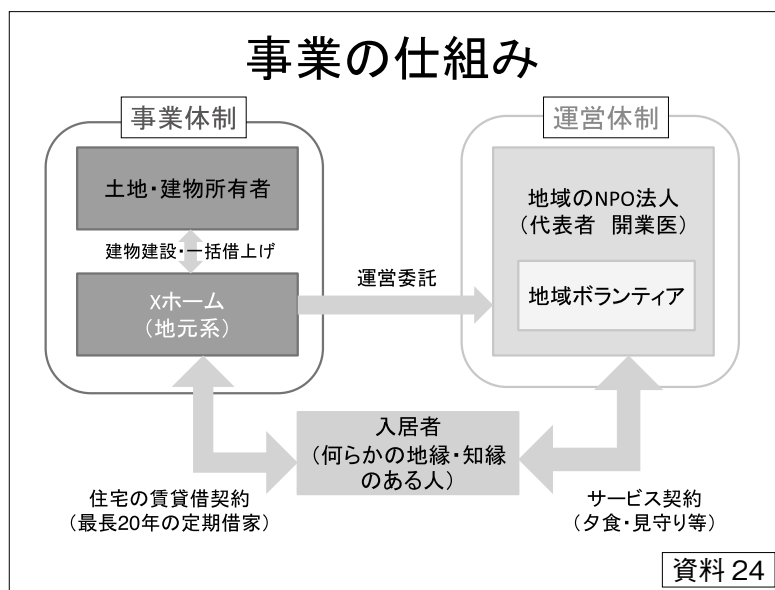 事業の仕組み
事業体制
土地・建物所有者
建物建設・一括借上げ
Xホーム
（地元系）
運営委託
運営体制
地域のNPO法人
（代表者　開業医）
地域ボランティア
入居者
（何らかの地縁・知縁
のある人）
住宅の賃貸借契約
（最長20年の定期借家）
サービス契約
（夕食・見守り等）
資料 24